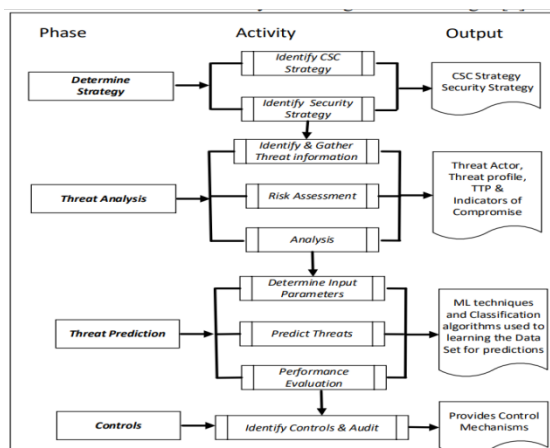 Phase
Activity
Output
Determine
Strategy
Identify CSC
Strategy
Identify Security
Strategy
CSC Strategy
Security Strategy
Threat Analysis
Identify & Gather
Threat information
Risk Assessment
Analysis
Threat Actor,
Threat profile,
TTP &
Indicators of
Compromise
Threat Prediction
Determine Input
Parameters
Predict Threats
Performance
Evaluation
ML techniques
and Classification
algorithms used to
learning the Data
Set for predictions
Controls
Identify Controls & Audit
Provides Control
Mechanisms